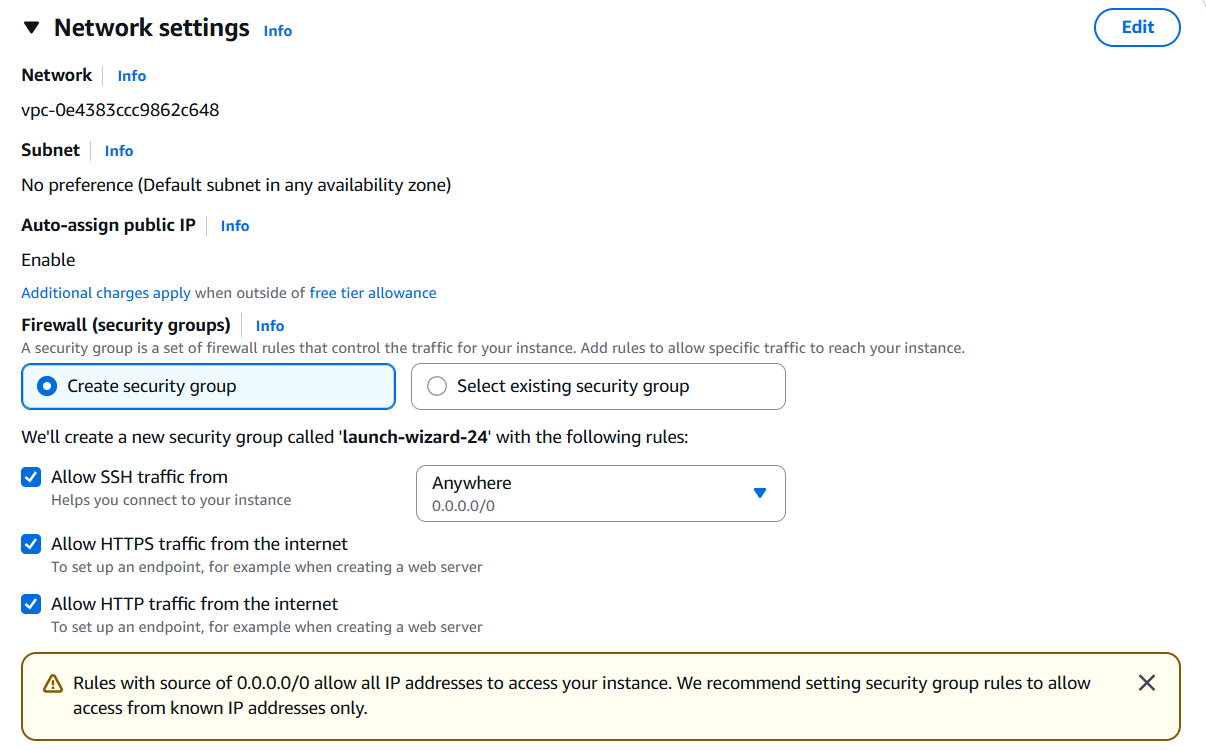 Network settings Info Edit
Network Info
vpc-0e4383ccc9862c648
Subnet Info
No preference (Default subnet in any availability zone)
Auto-assign public IP Info
Enable
Additional charges apply when outside of free tier allowance
Firewall (security groups) Info
A security group is a set of firewall rules that control the traffic for your instance. Add rules to allow specific traffic to reach your instance.
Create security group Select existing security group
We'll create a new security group called 'launch-wizard-24' with the following rules:
Allow SSH traffic from Anywhere
Helps you connect to your instance 0.0.0.0/0
Allow HTTPS traffic from the internet
To set up an endpoint, for example when creating a web server
Allow HTTP traffic from the internet
To set up an endpoint, for example when creating a web server
Rules with source of 0.0.0.0/0 allow all IP addresses to access your instance. We recommend setting security group rules to allow
access from known IP addresses only.